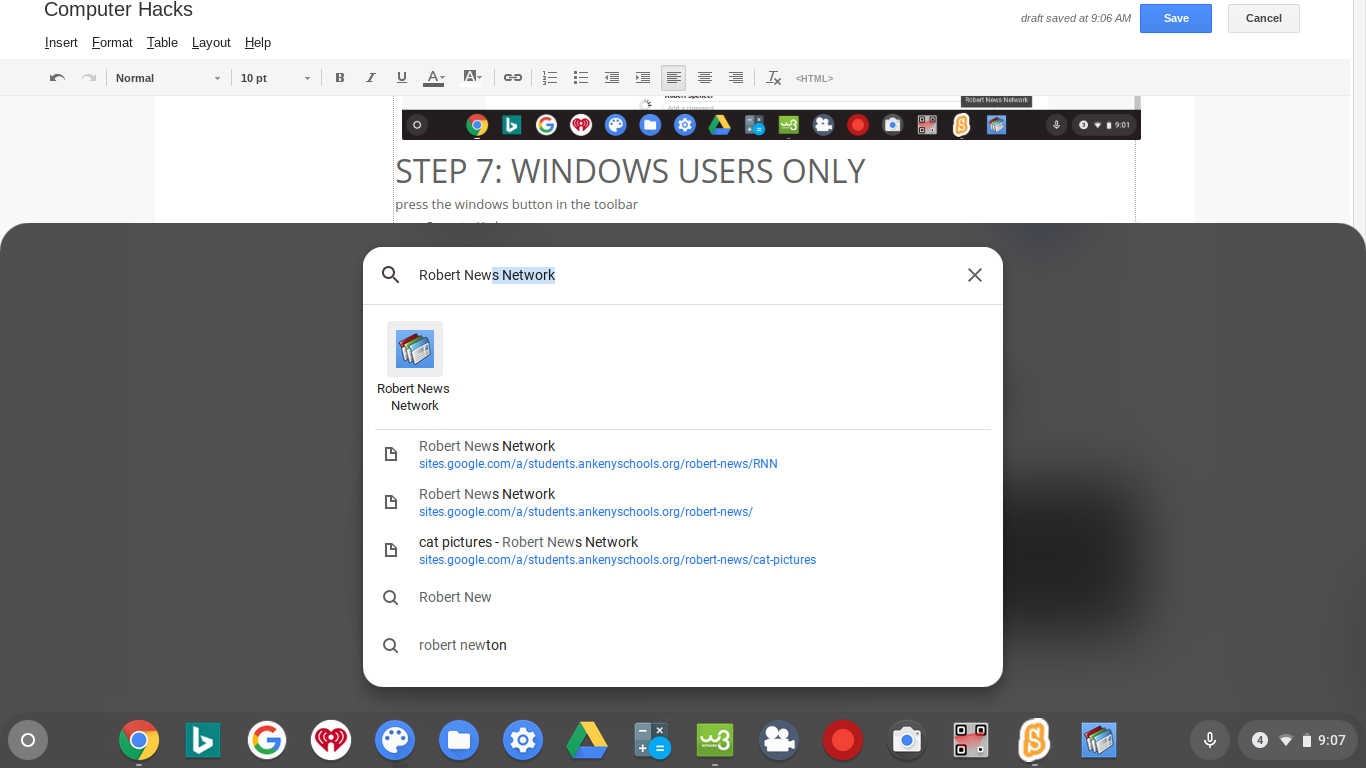 Computer Hacks
draft saved at 9:06 AM
Save
Cancel
Insert Format Table Layout Help
Normal
10 pt
B I U A A
<HTML>
Robert Spencer
Add a comment
Robert News Network
3 9:01
STEP 7: WINDOWS USERS ONLY
press the windows button in the toolbar
Robert News Network
Robert News
Network
Robert News Network
sites.google.com/a/students.ankenyschools.org/robert-news/RNN
Robert News Network
sites.google.com/a/students.ankenyschools.org/robert-news/
cat pictures - Robert News Network
sites.google.com/a/students.ankenyschools.org/robert-news/cat-pictures
Robert New
robert newton
4 9:07